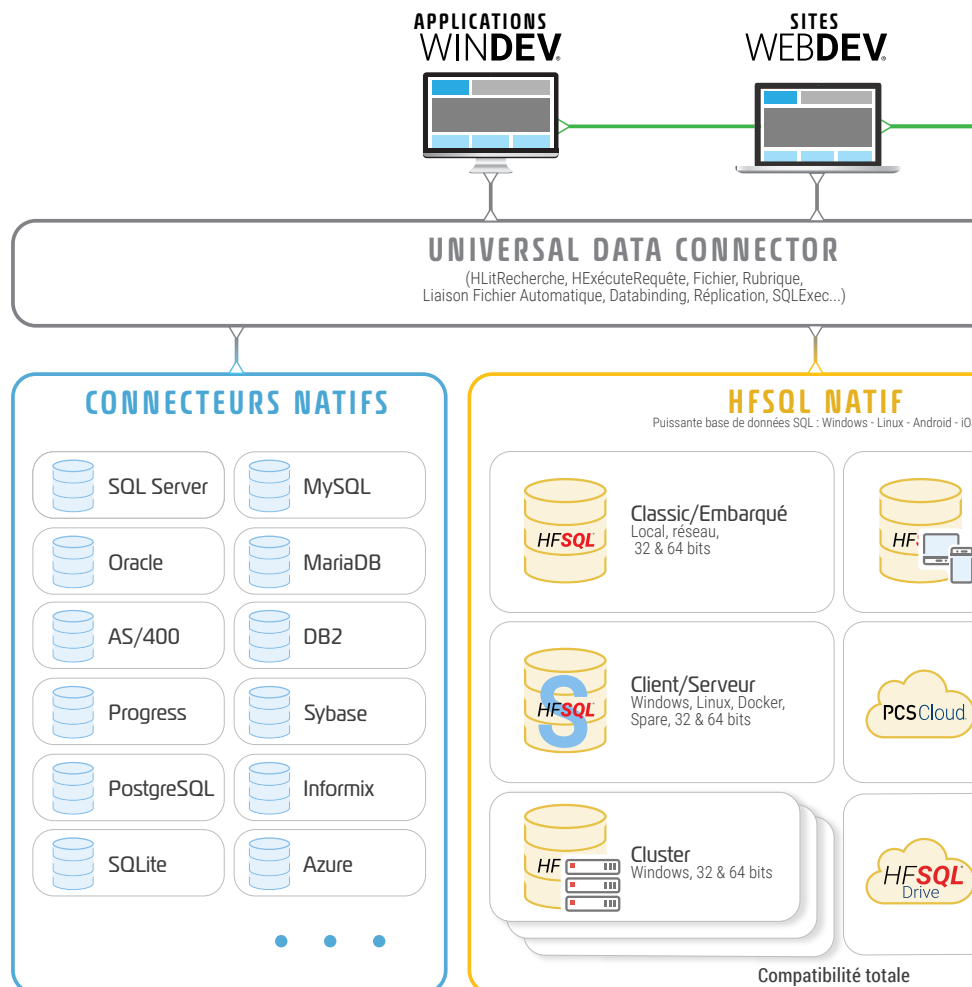 APPLICATIONS
WINDEV
SITES
WEBDEV
UNIVERSAL DATA CONNECTOR
(HLitRecherche, HExécuteRequête, Fichier, Rubrique,
Liaison Fichier Automatique, Databinding, Réplication, SQLExec...)
CONNECTEURS NATIFS
SQL Server
MySQL
Oracle
MariaDB
AS/400
DB2
Progress
Sybase
PostgreSQL
Informix
SQLite
Azure
HFSQL NATIF
Puissante base de données SQL : Windows - Linux - Android - iO
HFSQL
Classic/Embarqué
Local, réseau,
32 & 64 bits
HF
S
HFSQL
Client/Serveur
Windows, Linux, Docker,
Spare, 32 & 64 bits
PCS Cloud
HF
Cluster
Windows, 32 & 64 bits
HFSQL
Drive
Compatibilité totale